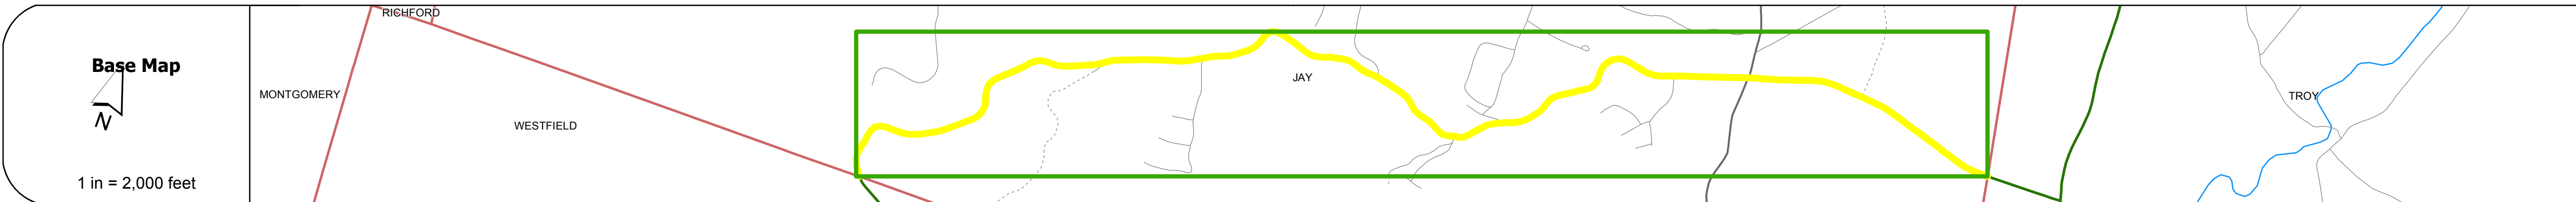 Base Map
N
1 in = 2,000 feet
RICHFORD
MONTGOMERY
WESTFIELD
JAY
TROY